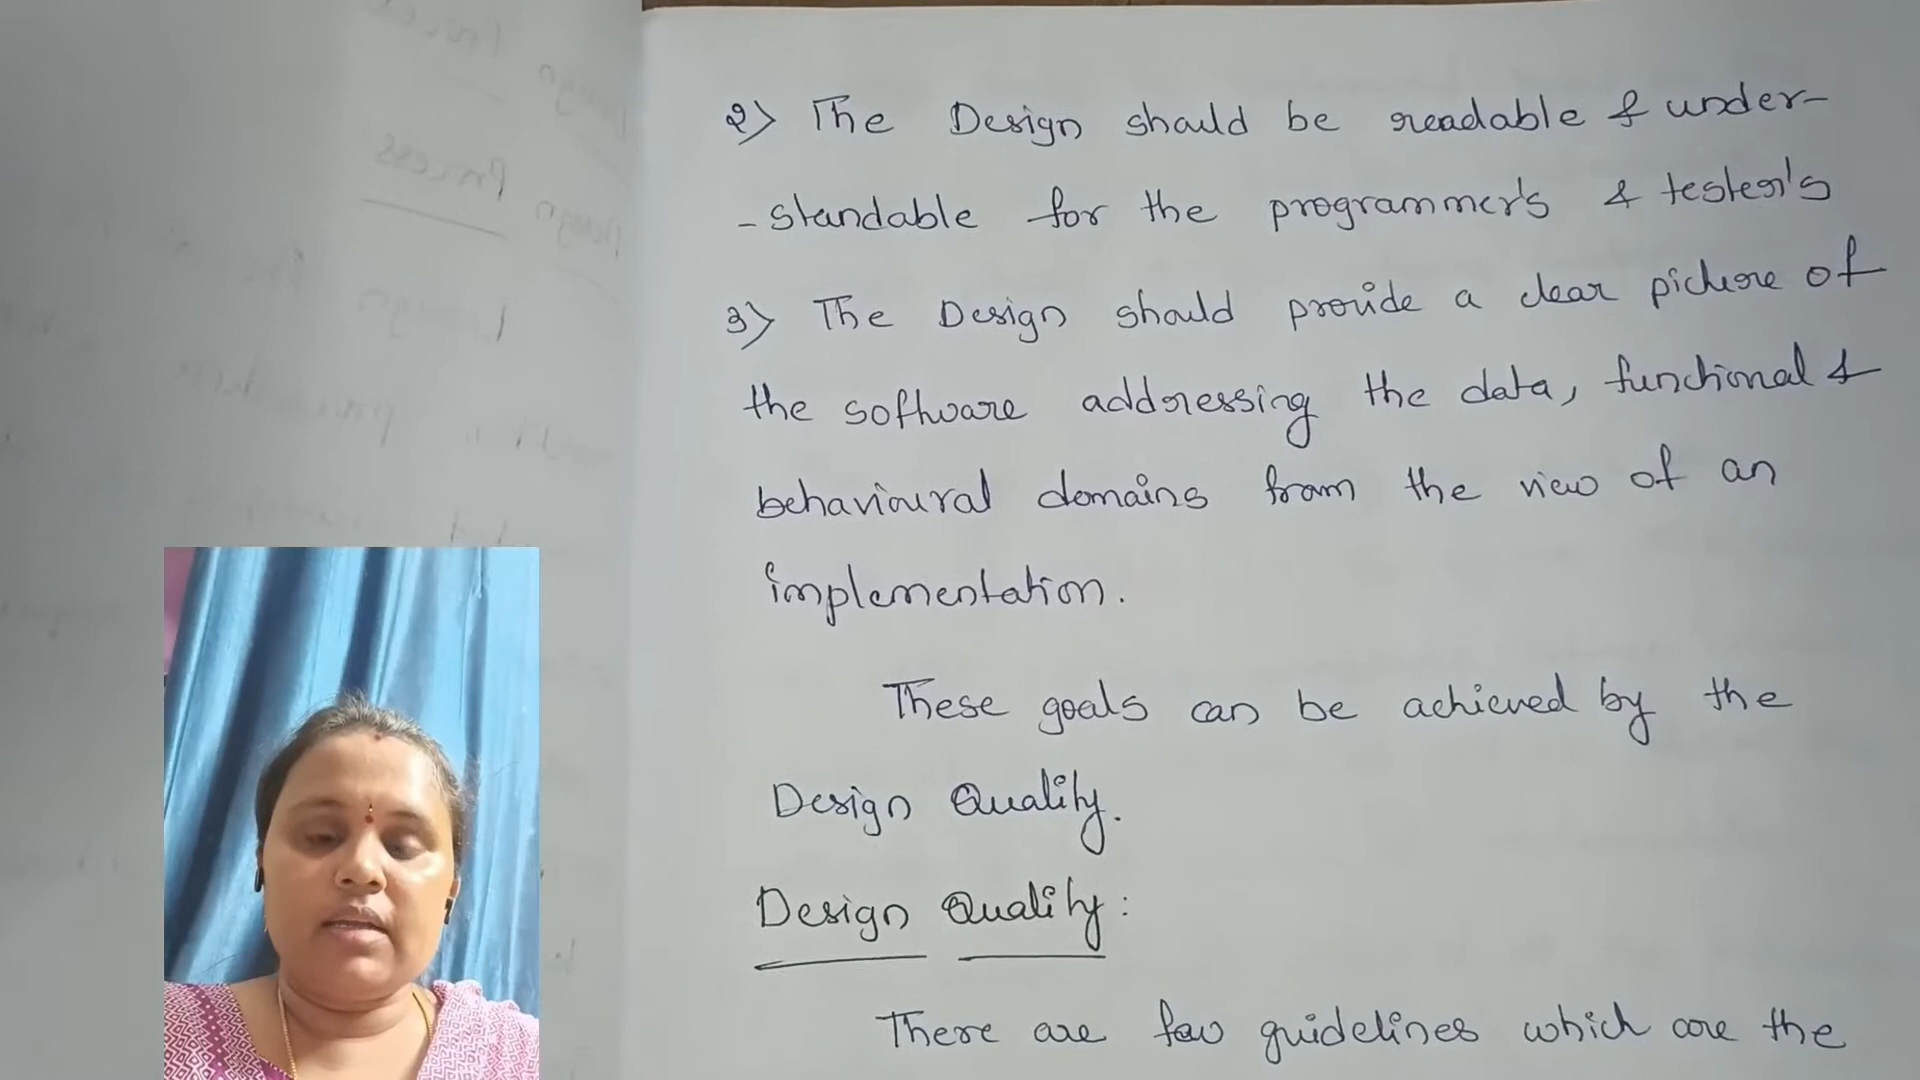 2) The Design should be readable & under-
- standable for the programmer's & tester's
3) The Design should provide a clear picture of
the software addressing the data, functional &
behavioural domains from the view of an
implementation.
These goals can be achieved by the
Design Quality.
Design Quality :
There are few guidelines which are the